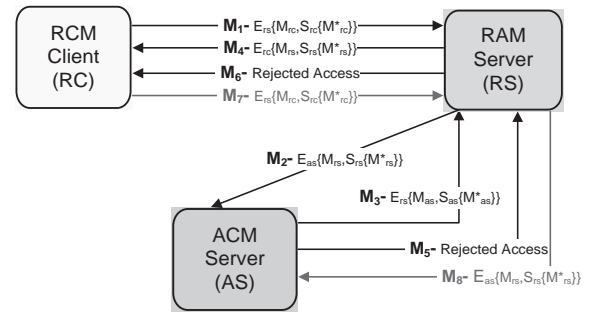 RCM
Client
(RC)
M1- Ers{Mrc,Src{M*rc}}
M4- Erc{Mrs,Srs{M*rs}}
M6- Rejected Access
M7- Ers{Mrc,Src{M*rc}}
RAM
Server
(RS)
M2- Eas{Mrs,Srs{M*rs}}
M3- Ers{Mas,Sas{M*as}}
ACM
Server
(AS)
M5- Rejected Access
M8- Eas{Mrs,Srs{M*rs}}